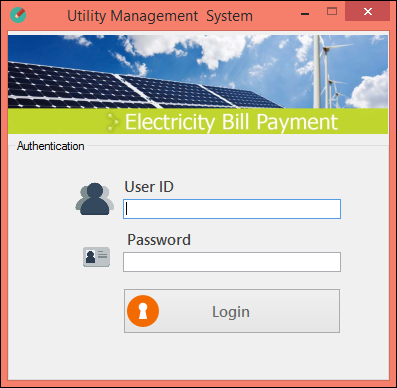 Utility Management System
Electricity Bill Payment
Authentication
User ID
Password
Login